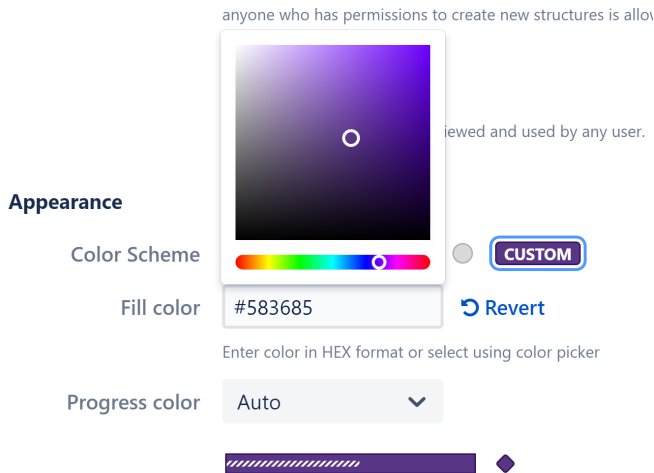 anyone who has permissions to create new structures is
iewed and used by any user.
Appearance
Color Scheme
CUSTOM
Fill color
#583685
Revert
Enter color in HEX format or select using color picker
Progress color
Auto